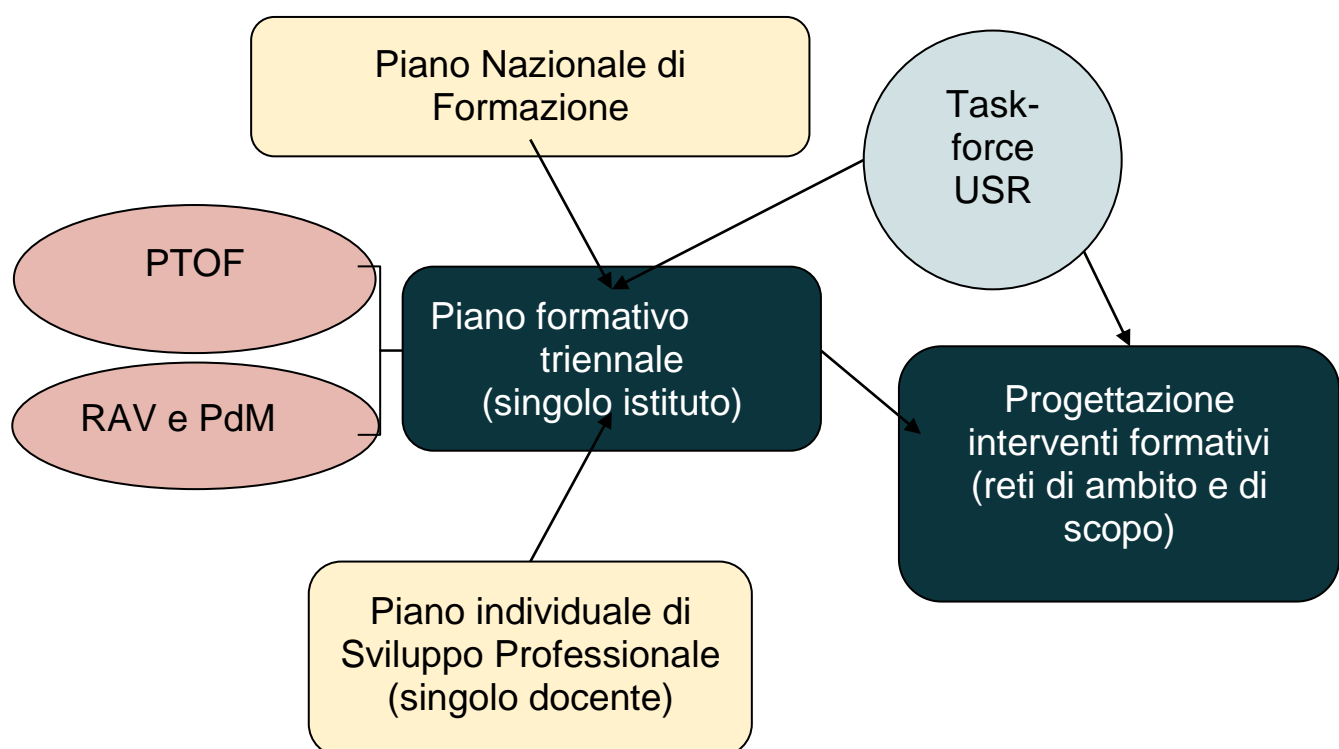 Piano Nazionale di
Formazione
Task-
force
USR
PTOF
RAV e PdM
Piano formativo
triennale
(singolo istituto)
Progettazione
interventi formativi
(reti di ambito e di
scopo)
Piano individuale di
Sviluppo Professionale
(singolo docente)